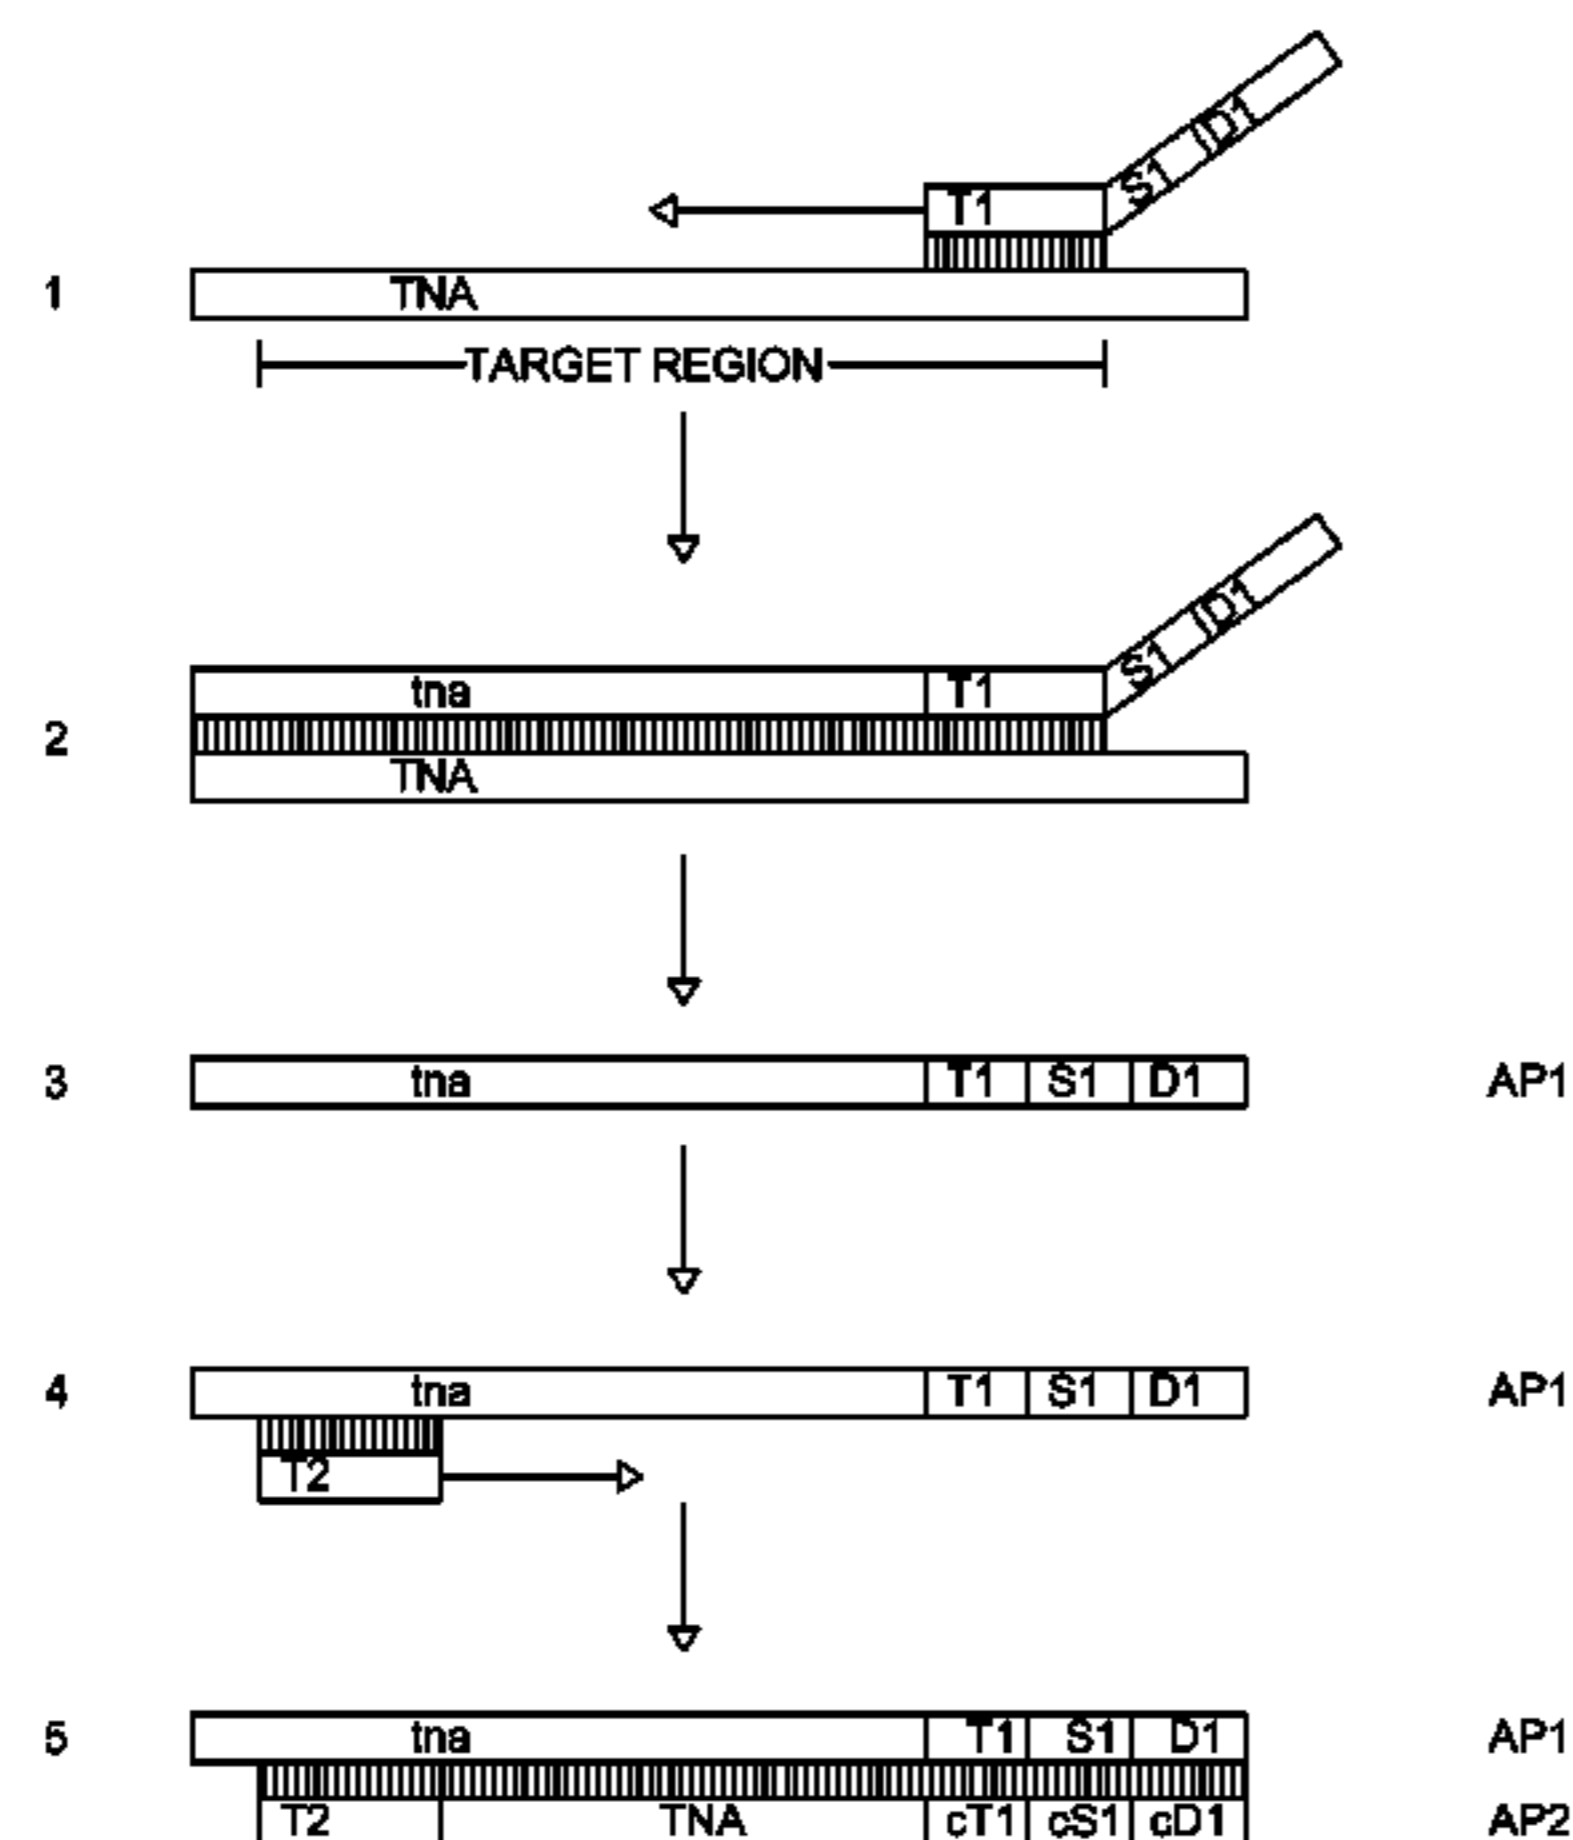 D1
S1
T1
1
TNA
TARGET REGION
D1
S1
tna T1
2
TNA
3 tna T1 S1 D1 AP1
4 tna T1 S1 D1 AP1
T2
5 tna T1 S1 D1 AP1
T2 TNA cT1 cS1 cD1 AP2